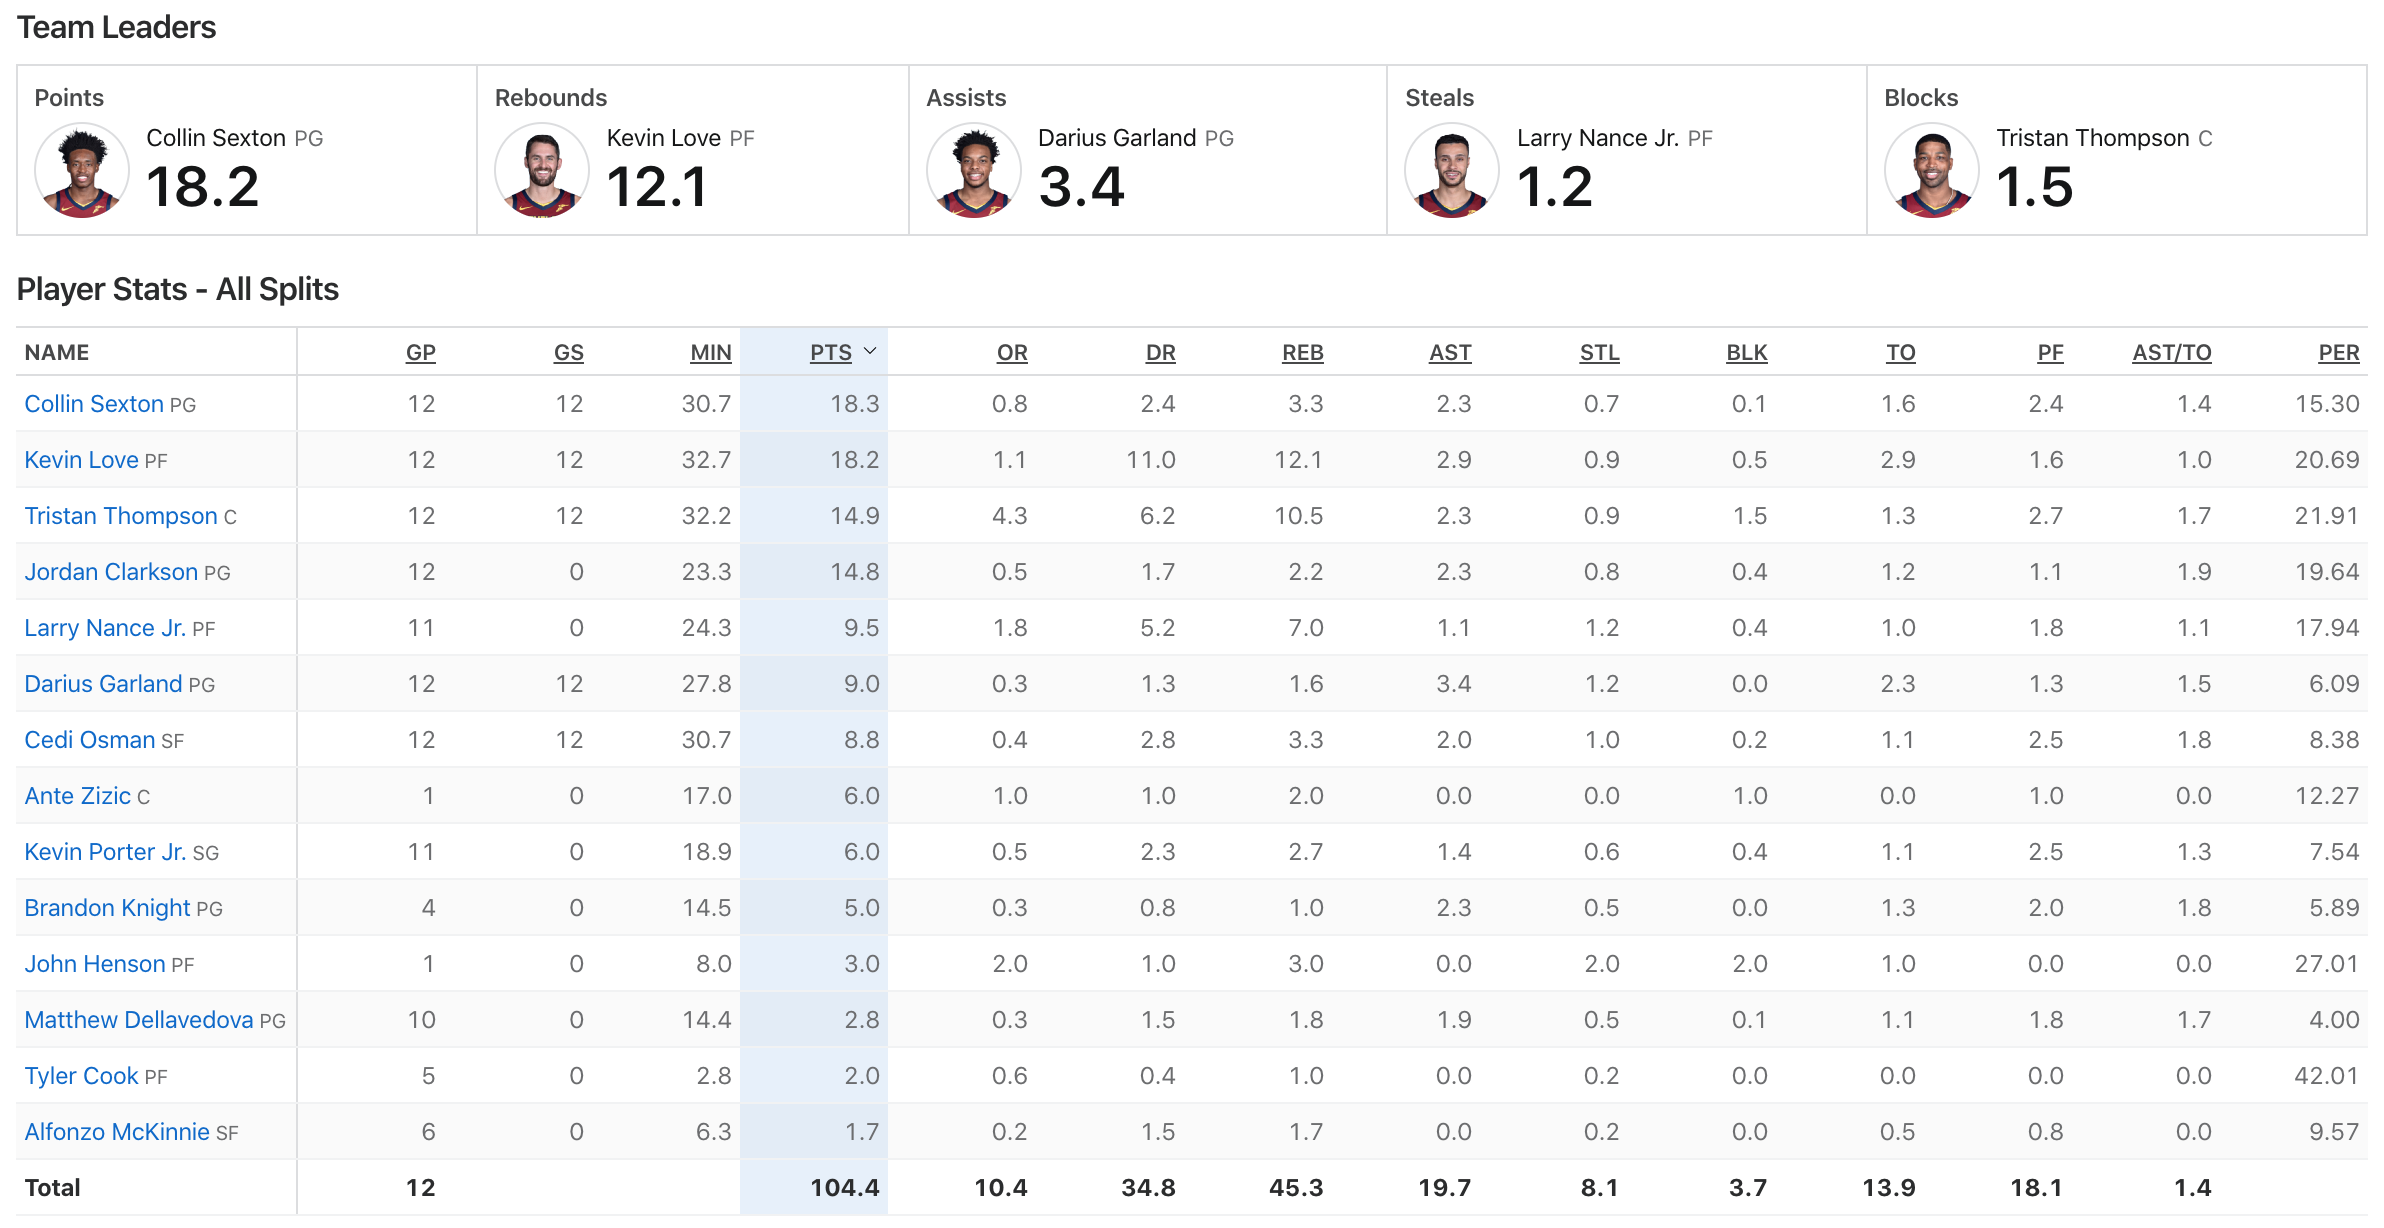 Team Leaders
Points
Collin Sexton PG
18.2
Rebounds
Kevin Love PF
12.1
Assists
Darius Garland PG
3.4
Steals
Larry Nance Jr. PF
1.2
Blocks
Tristan Thompson C
1.5
Player Stats - All Splits
NAME GP GS MIN PTS OR DR REB AST STL BLK TO PF AST/TO PER
Collin Sexton PG 12 12 30.7 18.3 0.8 2.4 3.3 2.3 0.7 0.1 1.6 2.4 1.4 15.30
Kevin Love PF 12 12 32.7 18.2 1.1 11.0 12.1 2.9 0.9 0.5 2.9 1.6 1.0 20.69
Tristan Thompson C 12 12 32.2 14.9 4.3 6.2 10.5 2.3 0.9 1.5 1.3 2.7 1.7 21.91
Jordan Clarkson PG 12 0 23.3 14.8 0.5 1.7 2.2 2.3 0.8 0.4 1.2 1.1 1.9 19.64
Larry Nance Jr. PF 11 0 24.3 9.5 1.8 5.2 7.0 1.1 1.2 0.4 1.0 1.8 1.1 17.94
Darius Garland PG 12 12 27.8 9.0 0.3 1.3 1.6 3.4 1.2 0.0 2.3 1.3 1.5 6.09
Cedi Osman SF 12 12 30.7 8.8 0.4 2.8 3.3 2.0 1.0 0.2 1.1 2.5 1.8 8.38
Ante Zizic C 1 0 17.0 6.0 1.0 1.0 2.0 0.0 0.0 1.0 0.0 1.0 0.0 12.27
Kevin Porter Jr. SG 11 0 18.9 6.0 0.5 2.3 2.7 1.4 0.6 0.4 1.1 2.5 1.3 7.54
Brandon Knight PG 4 0 14.5 5.0 0.3 0.8 1.0 2.3 0.5 0.0 1.3 2.0 1.8 5.89
John Henson PF 1 0 8.0 3.0 2.0 1.0 3.0 0.0 2.0 2.0 1.0 0.0 0.0 27.01
Matthew Dellavedova PG 10 0 14.4 2.8 0.3 1.5 1.8 1.9 0.5 0.1 1.1 1.8 1.7 4.00
Tyler Cook PF 5 0 2.8 2.0 0.6 0.4 1.0 0.0 0.2 0.0 0.0 0.0 0.0 42.01
Alfonzo McKinnie SF 6 0 6.3 1.7 0.2 1.5 1.7 0.0 0.2 0.0 0.5 0.8 0.0 9.57
Total 12 104.4 10.4 34.8 45.3 19.7 8.1 3.7 13.9 18.1 1.4